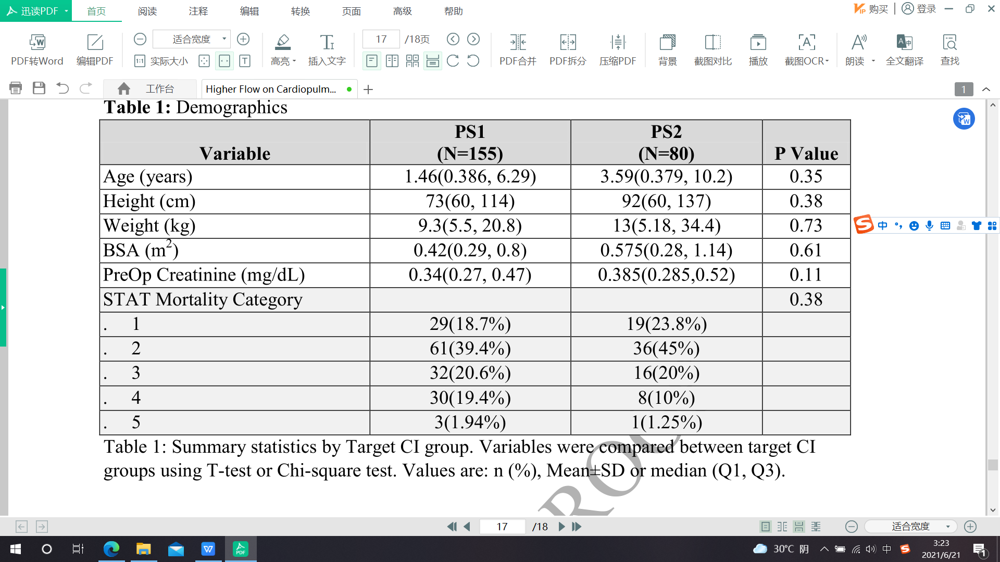 迅读PDF 首页 阅读 注释 编辑 转换 页面 高级 帮助 VIP 购买 登录
适合宽度 17 /18页
PDF转Word 编辑PDF 1:1 实际大小 高亮 插入文字 PDF合并 PDF拆分 压缩PDF 背景 截图对比 播放 截图OCR 朗读 全文翻译 查找
工作台 Higher Flow on Cardiopulm... 1
Table 1: Demographics
Variable PS1 (N=155) PS2 (N=80) P Value
Age (years) 1.46(0.386, 6.29) 3.59(0.379, 10.2) 0.35
Height (cm) 73(60, 114) 92(60, 137) 0.38
Weight (kg) 9.3(5.5, 20.8) 13(5.18, 34.4) 0.73
BSA (m²) 0.42(0.29, 0.8) 0.575(0.28, 1.14) 0.61
PreOp Creatinine (mg/dL) 0.34(0.27, 0.47) 0.385(0.285,0.52) 0.11
STAT Mortality Category 0.38
. 1 29(18.7%) 19(23.8%)
. 2 61(39.4%) 36(45%)
. 3 32(20.6%) 16(20%)
. 4 30(19.4%) 8(10%)
. 5 3(1.94%) 1(1.25%)
Table 1: Summary statistics by Target CI group. Variables were compared between target CI
groups using T-test or Chi-square test. Values are: n (%), Mean±SD or median (Q1, Q3).
中
17 /18 适合宽度
30°C 阴 中 3:23
2021/6/21 1